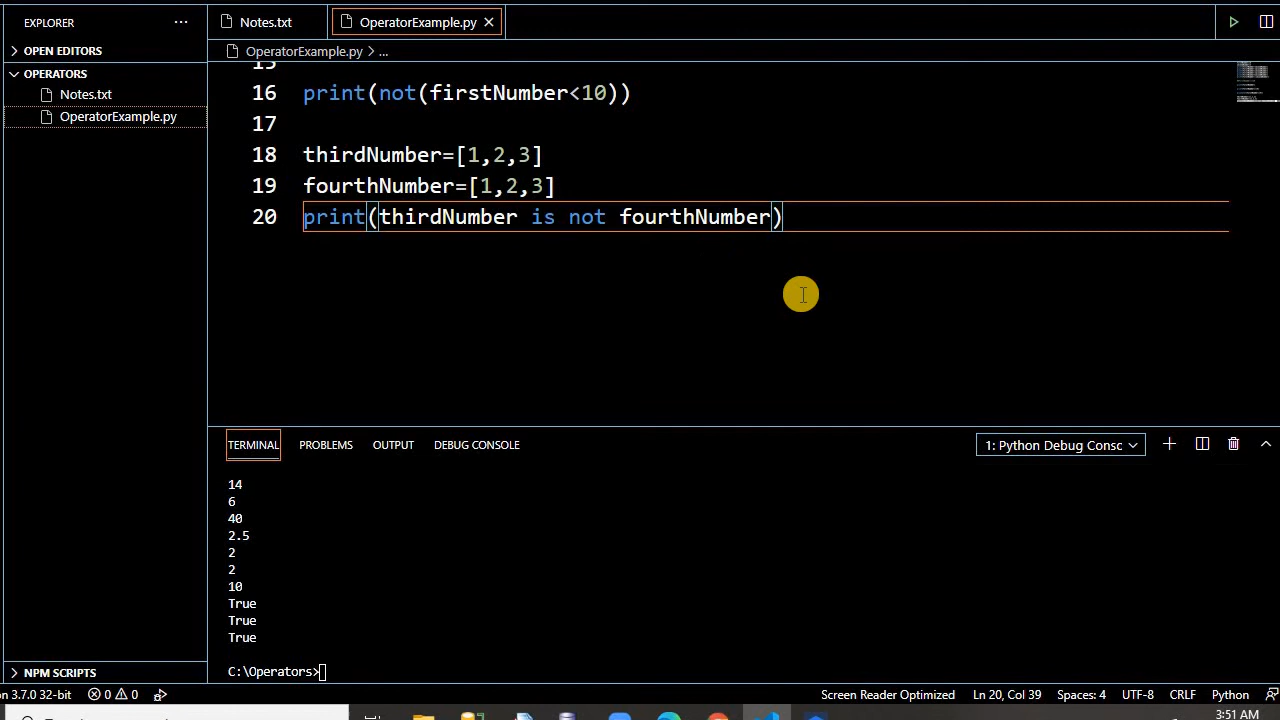 EXPLORER
Notes.txt
OperatorExample.py
OPEN EDITORS
OperatorExample.py > ...
OPERATORS
Notes.txt
OperatorExample.py
16 print(not(firstNumber<10))
17
18 thirdNumber=[1,2,3]
19 fourthNumber=[1,2,3]
20 print(thirdNumber is not fourthNumber)
TERMINAL PROBLEMS OUTPUT DEBUG CONSOLE
1: Python Debug Consc
14
6
40
2.5
2
2
10
True
True
True
C:\Operators>
NPM SCRIPTS
n 3.7.0 32-bit 0 0 Screen Reader Optimized Ln 20, Col 39 Spaces: 4 UTF-8 CRLF Python
3:51 AM